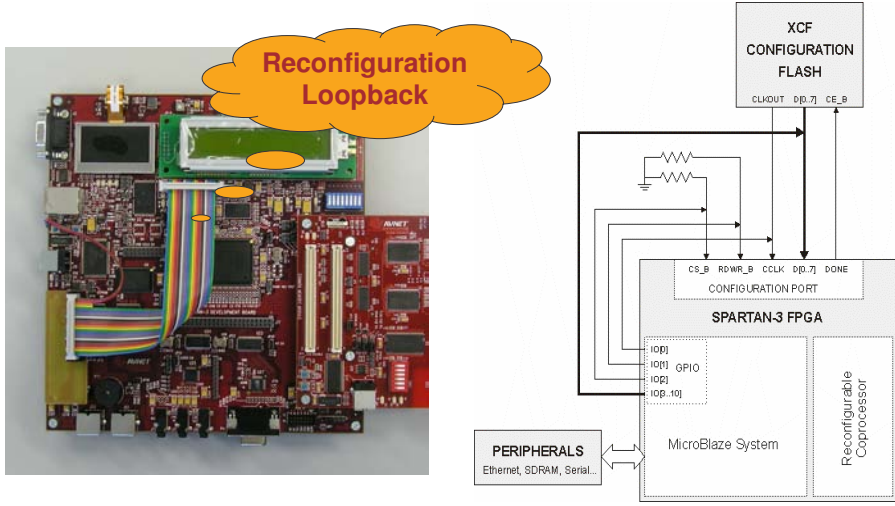 Reconfiguration
Loopback
AVNET
AVNET
XCF
CONFIGURATION
FLASH
CLKOUT D[0..7] CE_B
CS_B RDWR_B CCLK D[0..7] DONE
CONFIGURATION PORT
SPARTAN-3 FPGA
IO[0]
IO[1]
GPIO
IO[2]
IO[3..10]
MicroBlaze System
Reconfigurable
Coprocessor
PERIPHERALS
Ethernet, SDRAM, Serial...